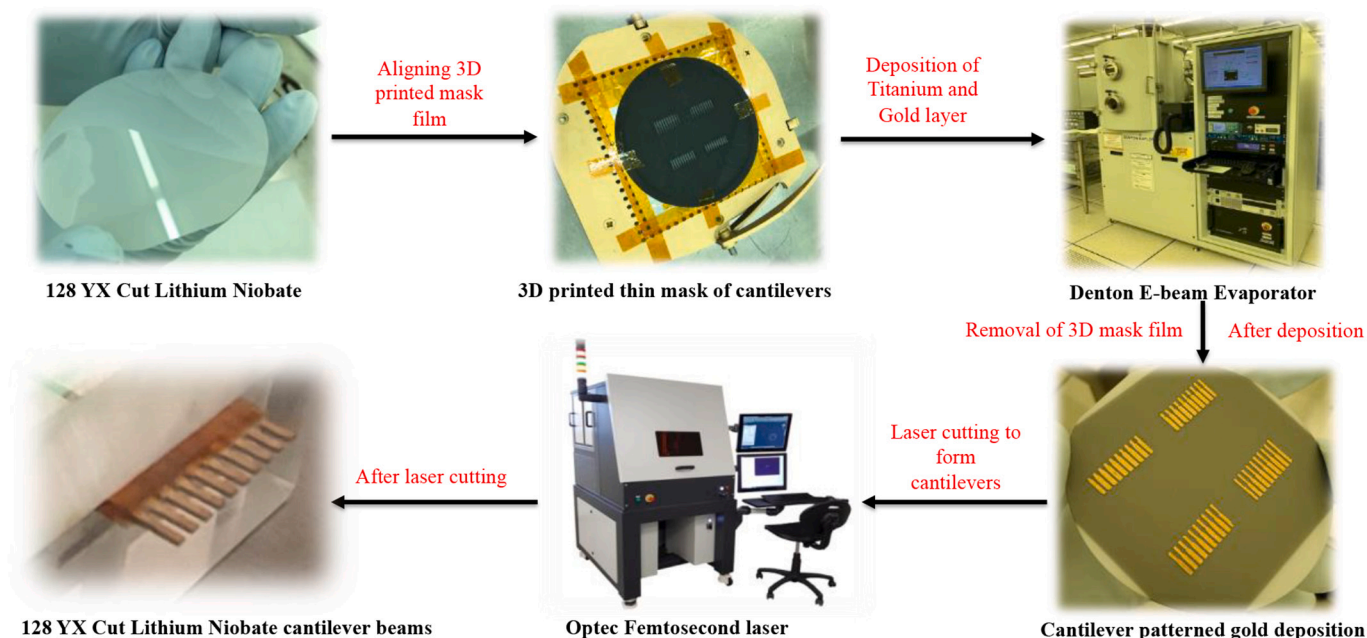 Aligning 3D
printed mask
film
Deposition of
Titanium and
Gold layer
128 YX Cut Lithium Niobate
3D printed thin mask of cantilevers
Denton E-beam Evaporator
Removal of 3D mask film
After deposition
Laser cutting to
form
cantilevers
After laser cutting
128 YX Cut Lithium Niobate cantilever beams
Optec Femtosecond laser
Cantilever patterned gold deposition